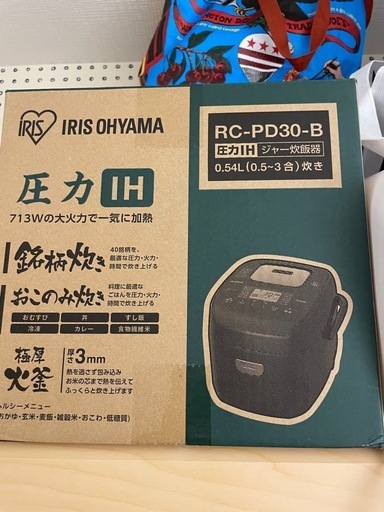 IRIS
IRIS OHYAMA
RC-PD30-B
圧力IH ジャー炊飯器
0.54L(0.5~3合)炊き
圧力IH
713Wの大火力で一気に加熱
銘柄炊き
40銘柄を、
最適な圧力・火力・
時間で炊き上げる
おこのみ炊き
料理に最適な
ごはんを圧力・火力・
時間で炊き上げる
おむすび 丼 すし飯
冷凍 カレー 食物繊維米
極厚
火釜
厚さ3mm
熱を逃さず包み込み
お米の芯まで熱を伝えて
ふっくらと炊き上げます
ヘルシーメニュー
おかゆ・玄米・麦飯・雑穀米・おこわ・低糖質)